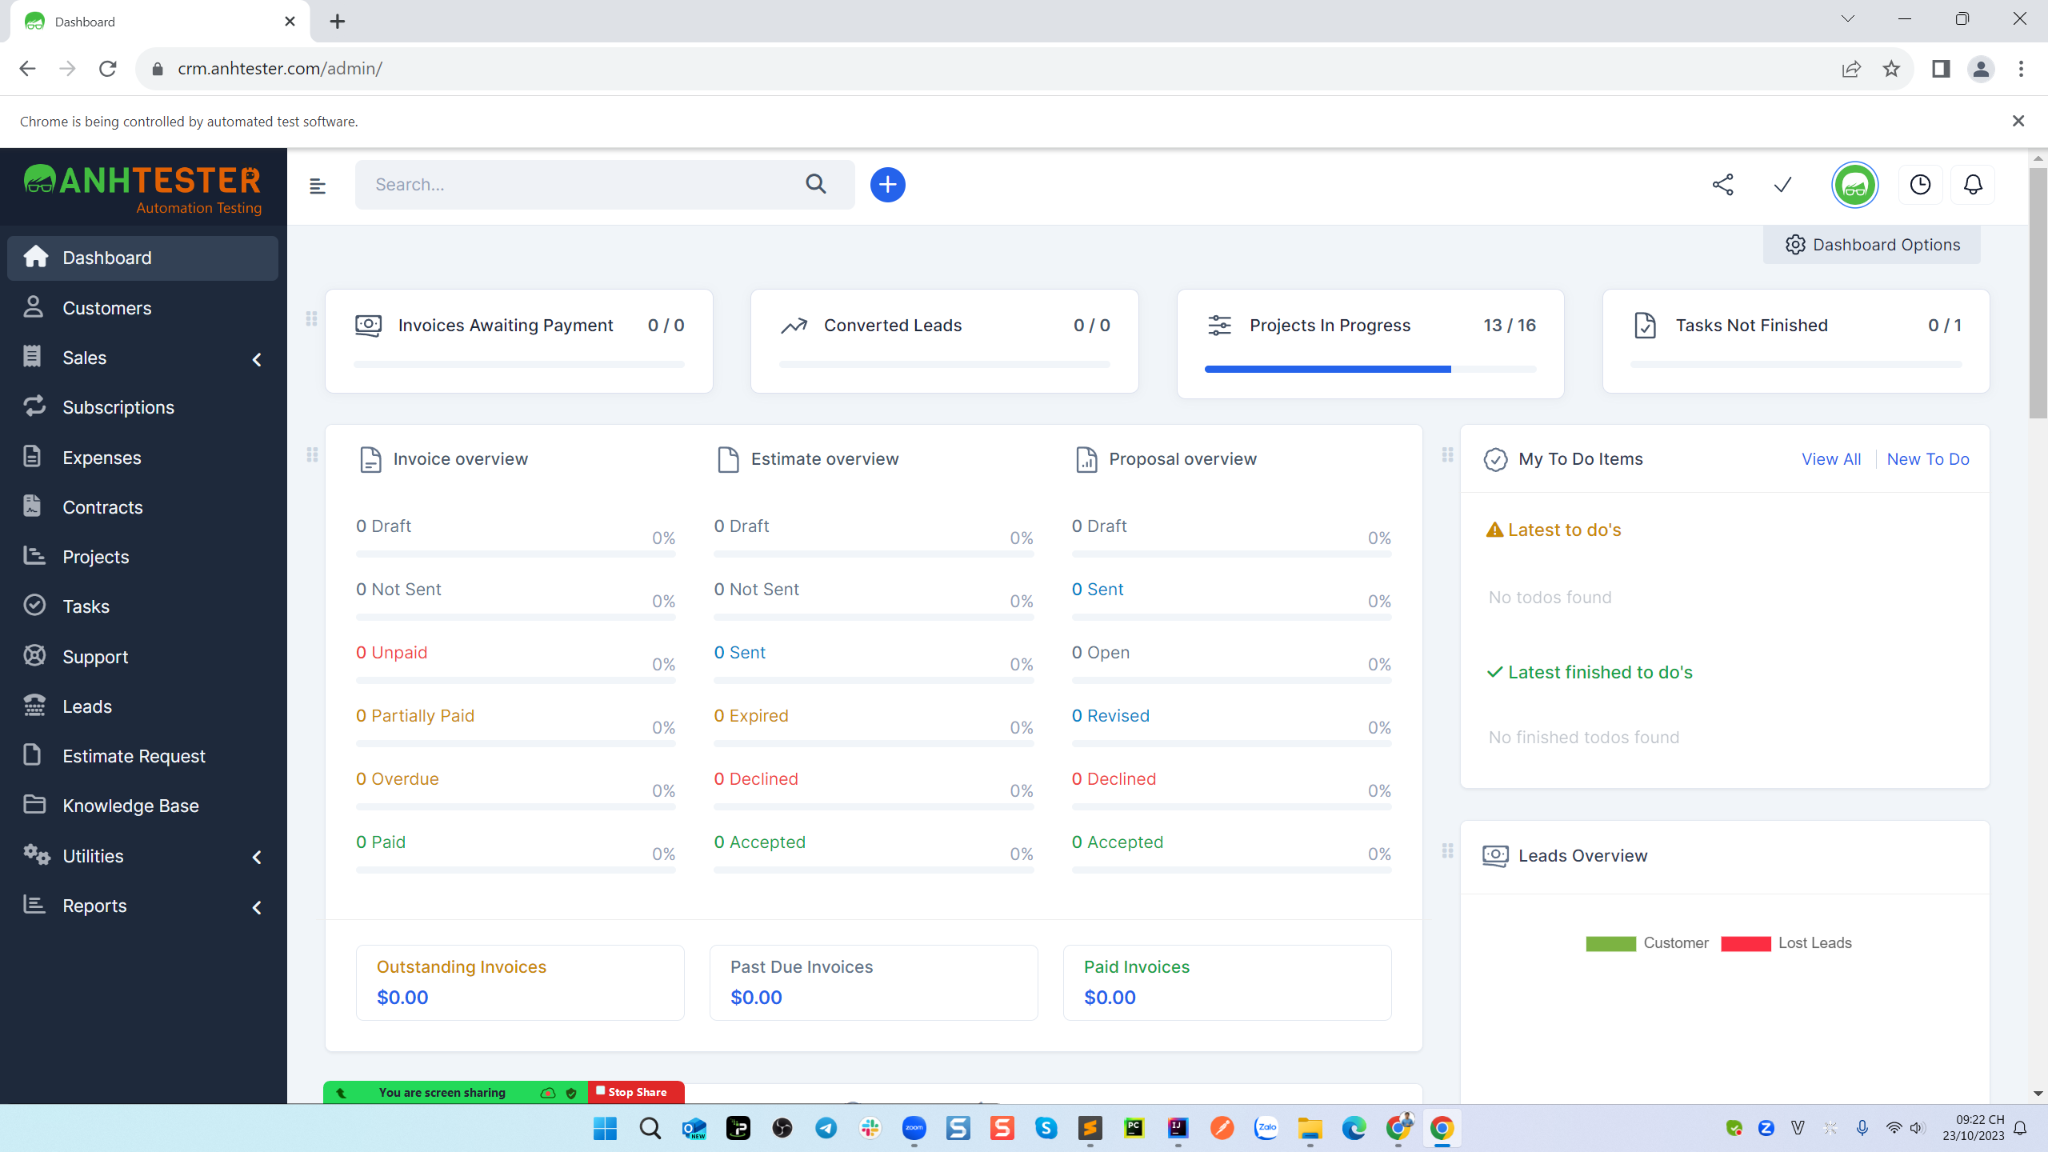 Dashboard
crm.anhtester.com/admin/
Chrome is being controlled by automated test software.
ANHTESTER
Automation Testing
Search...
Dashboard Options
Dashboard
Customers
Sales
Subscriptions
Expenses
Contracts
Projects
Tasks
Support
Leads
Estimate Request
Knowledge Base
Utilities
Reports
Invoices Awaiting Payment 0 / 0
Converted Leads 0 / 0
Projects In Progress 13 / 16
Tasks Not Finished 0 / 1
Invoice overview
0 Draft 0%
0 Not Sent 0%
0 Unpaid 0%
0 Partially Paid 0%
0 Overdue 0%
0 Paid 0%
Estimate overview
0 Draft 0%
0 Not Sent 0%
0 Sent 0%
0 Expired 0%
0 Declined 0%
0 Accepted 0%
Proposal overview
0 Draft 0%
0 Sent 0%
0 Open 0%
0 Revised 0%
0 Declined 0%
0 Accepted 0%
Outstanding Invoices
$0.00
Past Due Invoices
$0.00
Paid Invoices
$0.00
My To Do Items View All New To Do
Latest to do's
No todos found
Latest finished to do's
No finished todos found
Leads Overview
Customer Lost Leads
You are screen sharing Stop Share
NEW
zoom
PC
IJ
Zalo
09:22 CH
23/10/2023